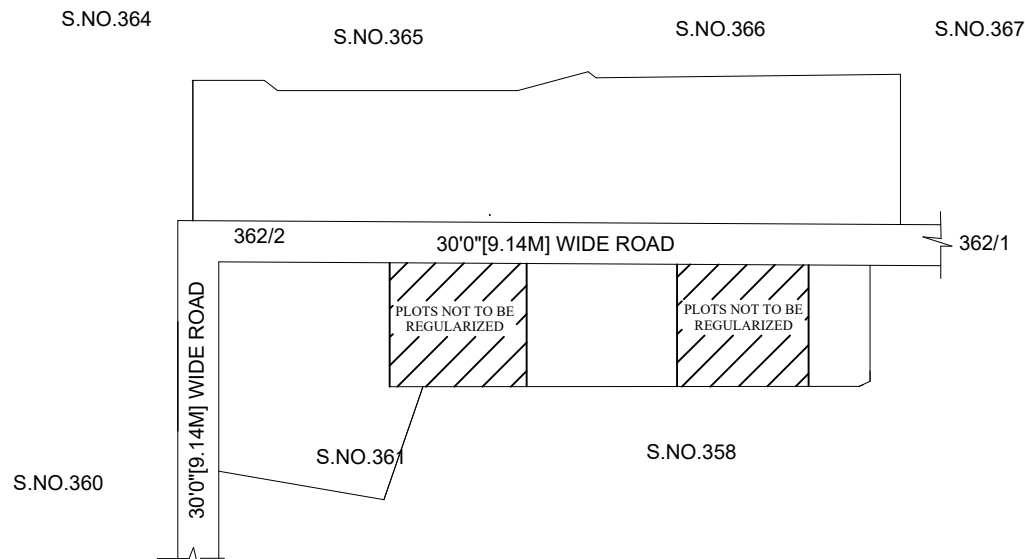 S.NO.364
S.NO.365
S.NO.366
S.NO.367
362/2
30'0"[9.14M] WIDE ROAD
362/1
30'0"[9.14M] WIDE ROAD
PLOTS NOT TO BE
REGULARIZED
PLOTS NOT TO BE
REGULARIZED
S.NO.361
S.NO.358
S.NO.360